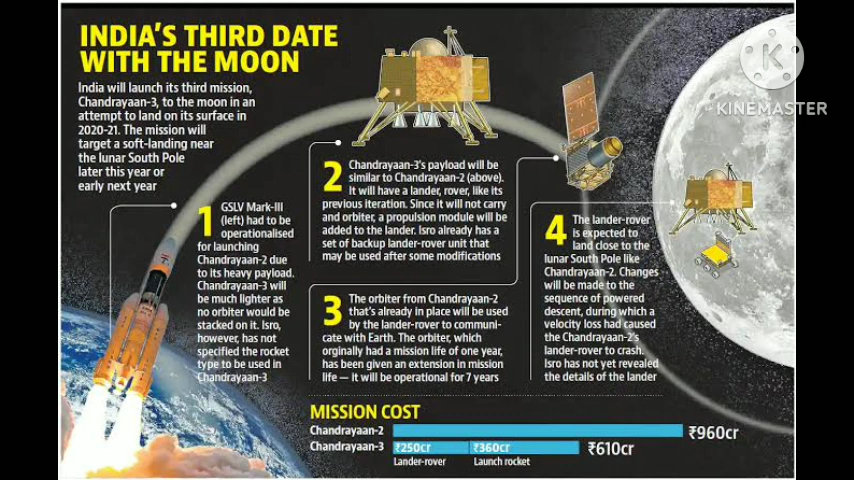 INDIA'S THIRD DATE
WITH THE MOON
India will launch its third mission,
Chandrayaan-3, to the moon in an
attempt to land on its surface in
2020-21. The mission will
target a soft-landing near
the lunar South Pole
later this year or
early next year
K
KINEMASTER
1
GSLV Mark-III
(left) had to be
operationalised
for launching
Chandrayaan-2 due
to its heavy payload.
Chandrayaan-3 will
be much lighter as
no orbiter would be
stacked on it. Isro,
however, has not
specified the rocket
type to be used in
Chandrayaan-3
2
Chandrayaan-3's payload will be
similar to Chandrayaan-2 (above).
It will have a lander, rover, like its
previous iteration. Since it will not carry
and orbiter, a propulsion module will be
added to the lander. Isro already has a
set of backup lander-rover unit that
may be used after some modifications
3
The orbiter from Chandrayaan-2
that's already in place will be used
by the lander-rover to communi-
cate with Earth. The orbiter, which
orginally had a mission life of one year,
has been given an extension in mission
life — it will be operational for 7 years
4
The lander-rover
is expected to
land close to the
lunar South Pole like
Chandrayaan-2. Changes
will be made to the
sequence of powered
descent, during which a
velocity loss had caused
the Chandrayaan-2's
lander-rover to crash.
Isro has not yet revealed
the details of the lander
MISSION COST
Chandrayaan-2 ₹960cr
Chandrayaan-3 ₹250cr ₹360cr ₹610cr
Lander-rover Launch rocket